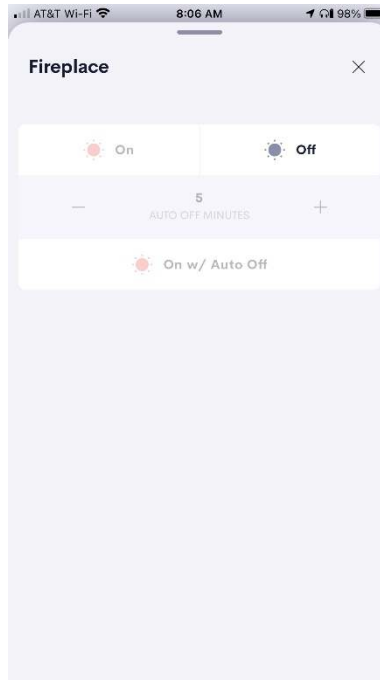 AT&T Wi-Fi 8:06 AM 98%
Fireplace
On Off
5
AUTO OFF MINUTES
On w/ Auto Off